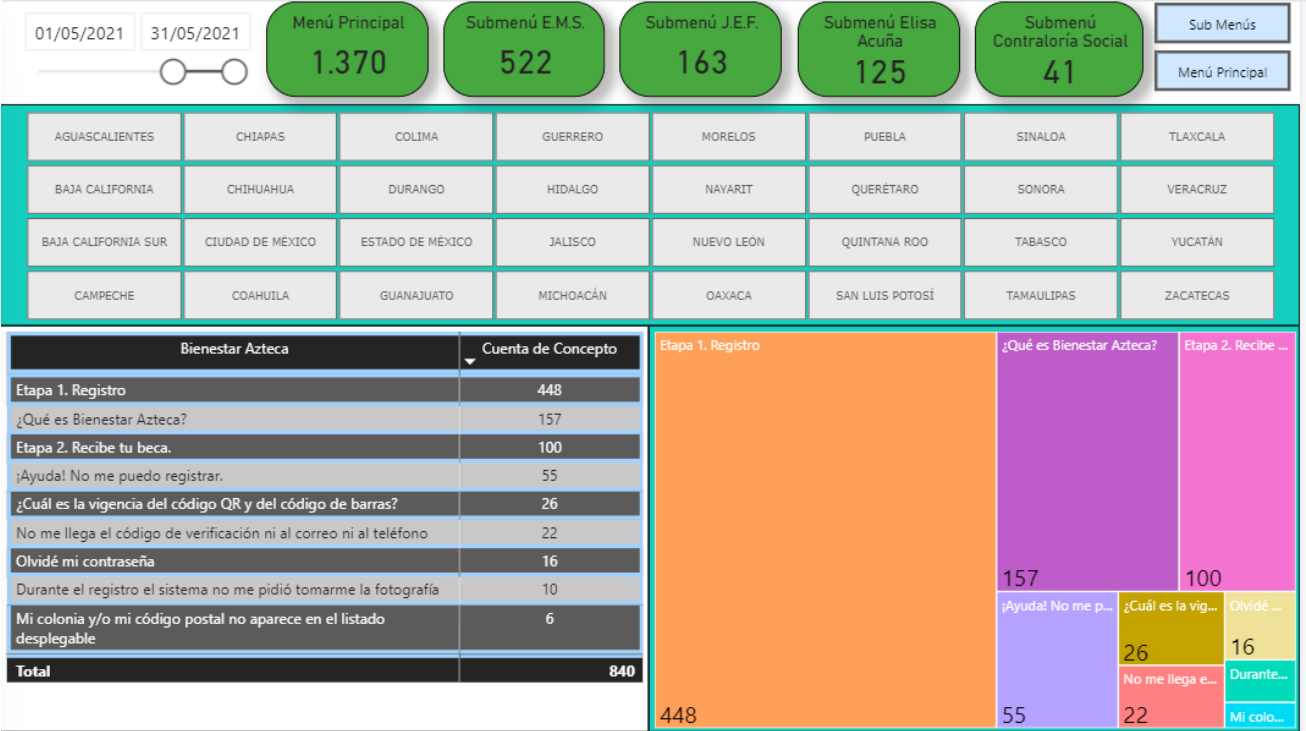 01/05/2021 31/05/2021
Menú Principal
1.370
Submenú E.M.S.
522
Submenú J.E.F.
163
Submenú Elisa
Acuña
125
Submenú
Contraloría Social
41
Sub Menús
Menú Principal
AGUASCALIENTES CHIAPAS COLIMA GUERRERO MORELOS PUEBLA SINALOA TLAXCALA
BAJA CALIFORNIA CHIHUAHUA DURANGO HIDALGO NAYARIT QUERÉTARO SONORA VERACRUZ
BAJA CALIFORNIA SUR CIUDAD DE MÉXICO ESTADO DE MÉXICO JALISCO NUEVO LEÓN QUINTANA ROO TABASCO YUCATÁN
CAMPECHE COAHUILA GUANAJUATO MICHOACÁN OAXACA SAN LUIS POTOSÍ TAMAULIPAS ZACATECAS
Bienestar Azteca Cuenta de Concepto
Etapa 1. Registro 448
¿Qué es Bienestar Azteca? 157
Etapa 2. Recibe tu beca. 100
¡Ayuda! No me puedo registrar. 55
¿Cuál es la vigencia del código QR y del código de barras? 26
No me llega el código de verificación ni al correo ni al teléfono 22
Olvidé mi contraseña 16
Durante el registro el sistema no me pidió tomarme la fotografía 10
Mi colonia y/o mi código postal no aparece en el listado 6
desplegable
Total 840
Etapa 1. Registro
448
¿Qué es Bienestar Azteca?
157
Etapa 2. Recibe ...
100
¡Ayuda! No me p...
55
¿Cuál es la vig...
26
No me llega e...
22
Olvidé ...
16
Durante...
Mi colo...